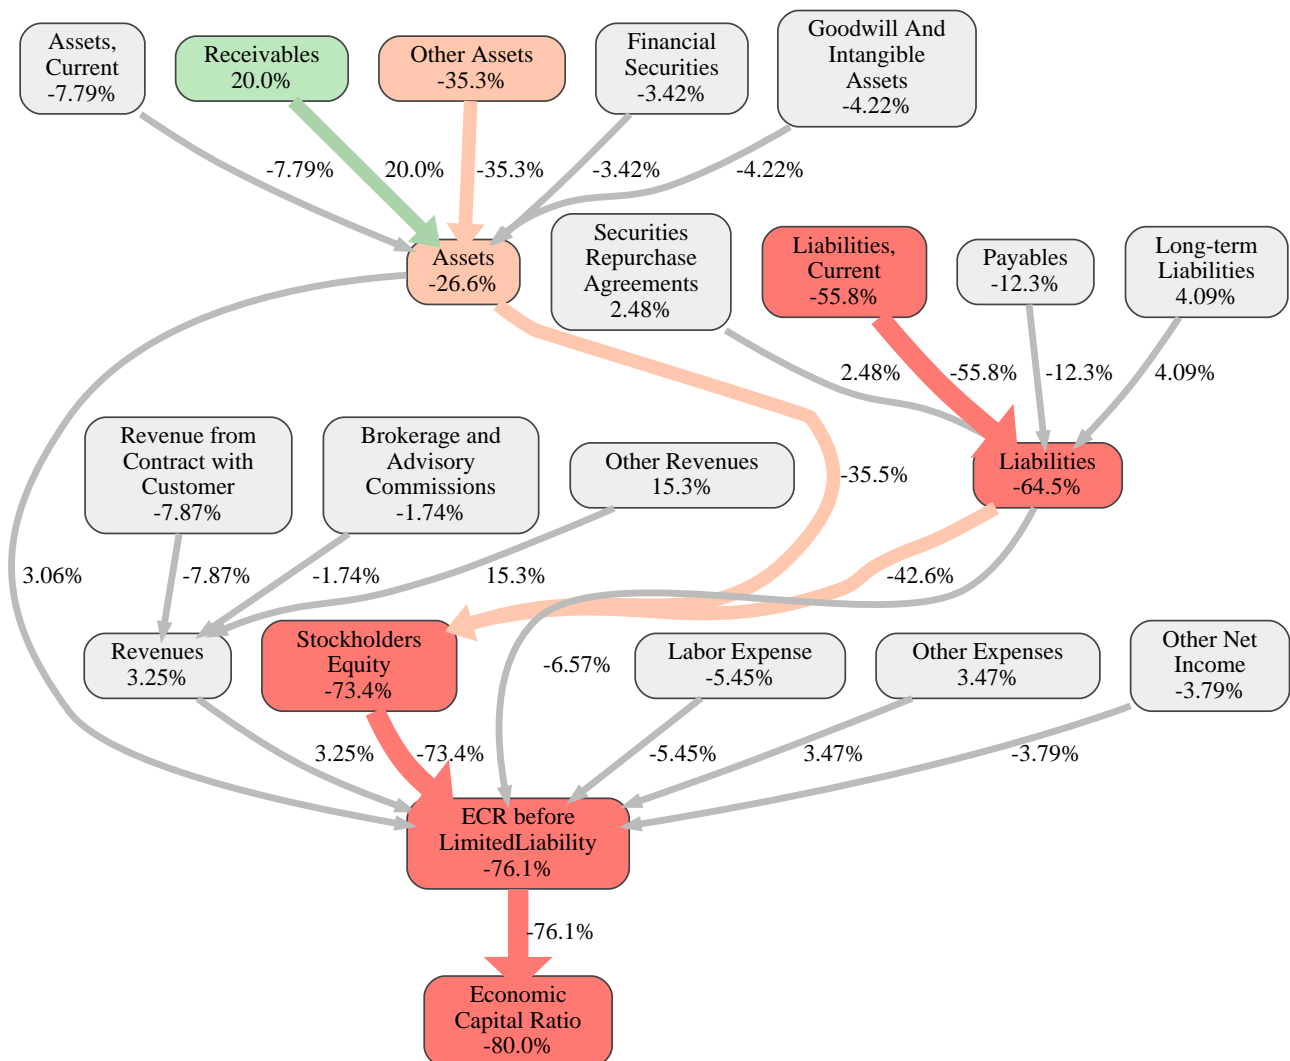 Assets,
Current
-7.79%
Receivables
20.0%
Other Assets
-35.3%
Financial
Securities
-3.42%
Goodwill And
Intangible
Assets
-4.22%
-7.79%
20.0%
-35.3%
-3.42%
-4.22%
Assets
-26.6%
Securities
Repurchase
Agreements
2.48%
Liabilities,
Current
-55.8%
Payables
-12.3%
Long-term
Liabilities
4.09%
2.48%
-55.8%
-12.3%
4.09%
Revenue from
Contract with
Customer
-7.87%
Brokerage and
Advisory
Commissions
-1.74%
Other Revenues
15.3%
-35.5%
Liabilities
-64.5%
3.06%
-7.87%
-1.74%
15.3%
-42.6%
Revenues
3.25%
Stockholders
Equity
-73.4%
-6.57%
Labor Expense
-5.45%
Other Expenses
3.47%
Other Net
Income
-3.79%
3.25%
-73.4%
-5.45%
3.47%
-3.79%
ECR before
LimitedLiability
-76.1%
-76.1%
Economic
Capital Ratio
-80.0%